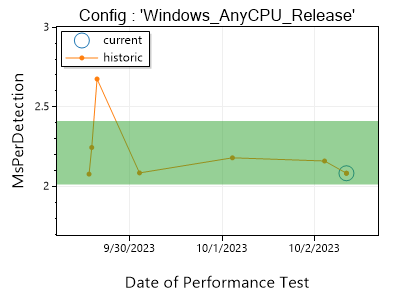 Config : 'Windows_AnyCPU_Release'
3
current
historic
2.5
2
MsPerDetection
9/30/2023
10/1/2023
10/2/2023
Date of Performance Test